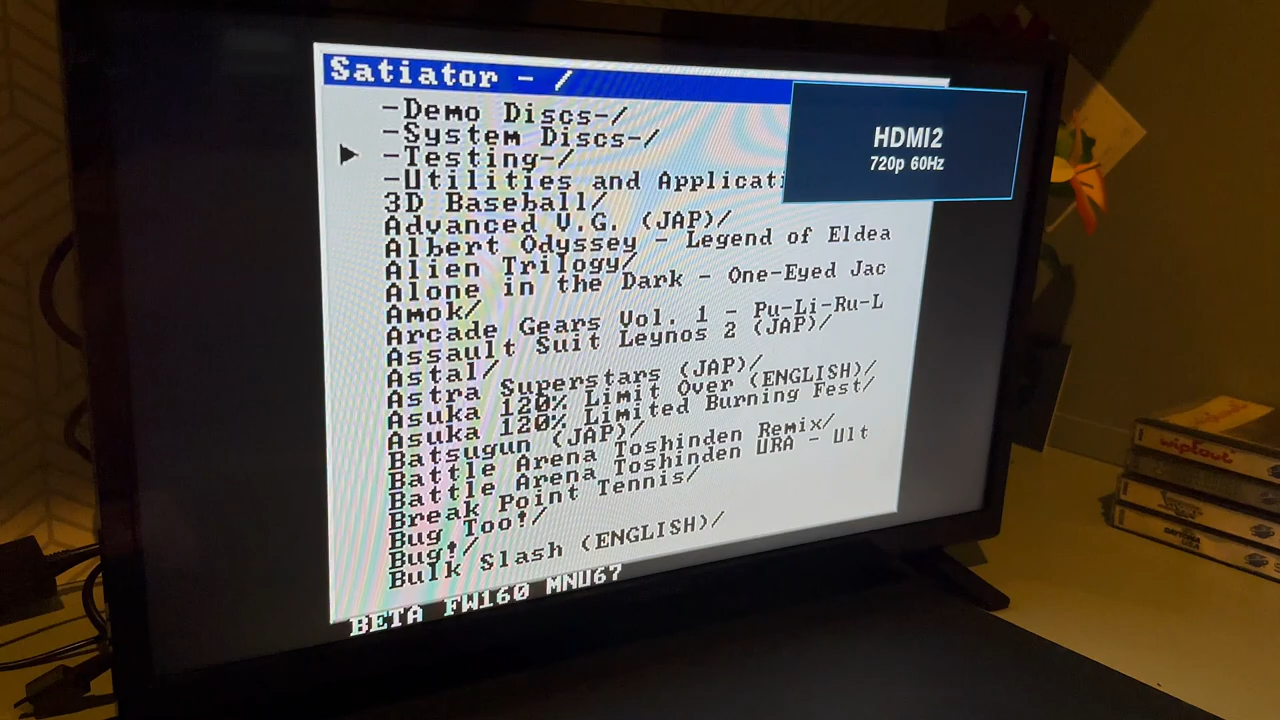 Satiator - /
-Demo Discs-/
-System Discs-/
-Testing-/
-Utilities and Applicati
3D Baseball/
Advanced V.G. (JAP)/
Albert Odyssey - Legend of Eldea
Alien Trilogy/
Alone in the Dark - One-Eyed Jac
Amok/
Arcade Gears Vol. 1 - Pu-Li-Ru-L
Assault Suit Leynos 2 (JAP)/
Astal/
Astra Superstars (JAP)/
Asuka 120% Limit Over (ENGLISH)/
Asuka 120% Limited Burning Fest/
Batsugun (JAP)/
Battle Arena Toshinden Remix/
Battle Arena Toshinden URA - Ult
Break Point Tennis/
Bug Too!/
Bug!/
Bulk Slash (ENGLISH)/
BETA FW160 MNU67
HDMI2
720p 60Hz
wipEout
DAYTONA
USA